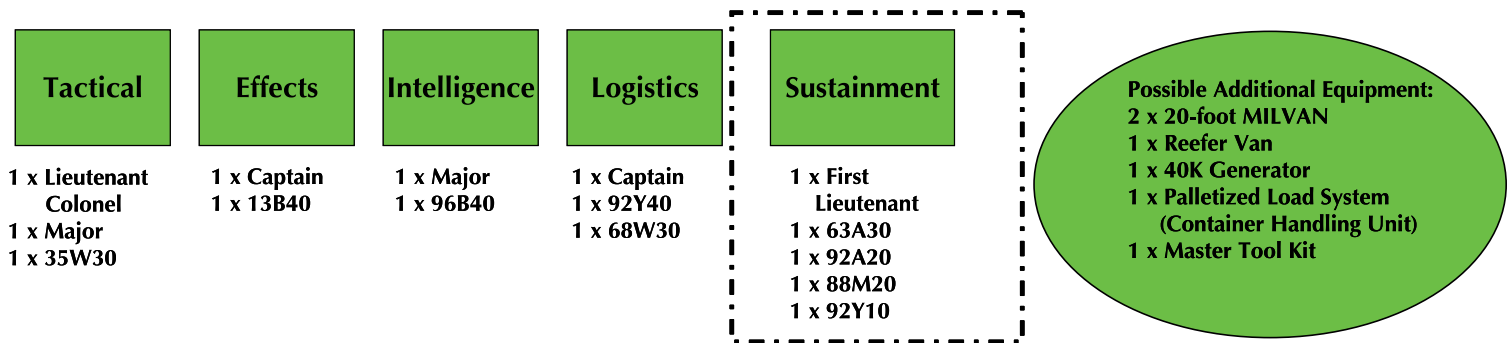 Tactical
1 x Lieutenant
Colonel
1 x Major
1 x 35W30
Effects
1 x Captain
1 x 13B40
Intelligence
1 x Major
1 x 96B40
Logistics
1 x Captain
1 x 92Y40
1 x 68W30
Sustainment
1 x First
Lieutenant
1 x 63A30
1 x 92A20
1 x 88M20
1 x 92Y10
Possible Additional Equipment:
2 x 20-foot MILVAN
1 x Reefer Van
1 x 40K Generator
1 x Palletized Load System
(Container Handling Unit)
1 x Master Tool Kit